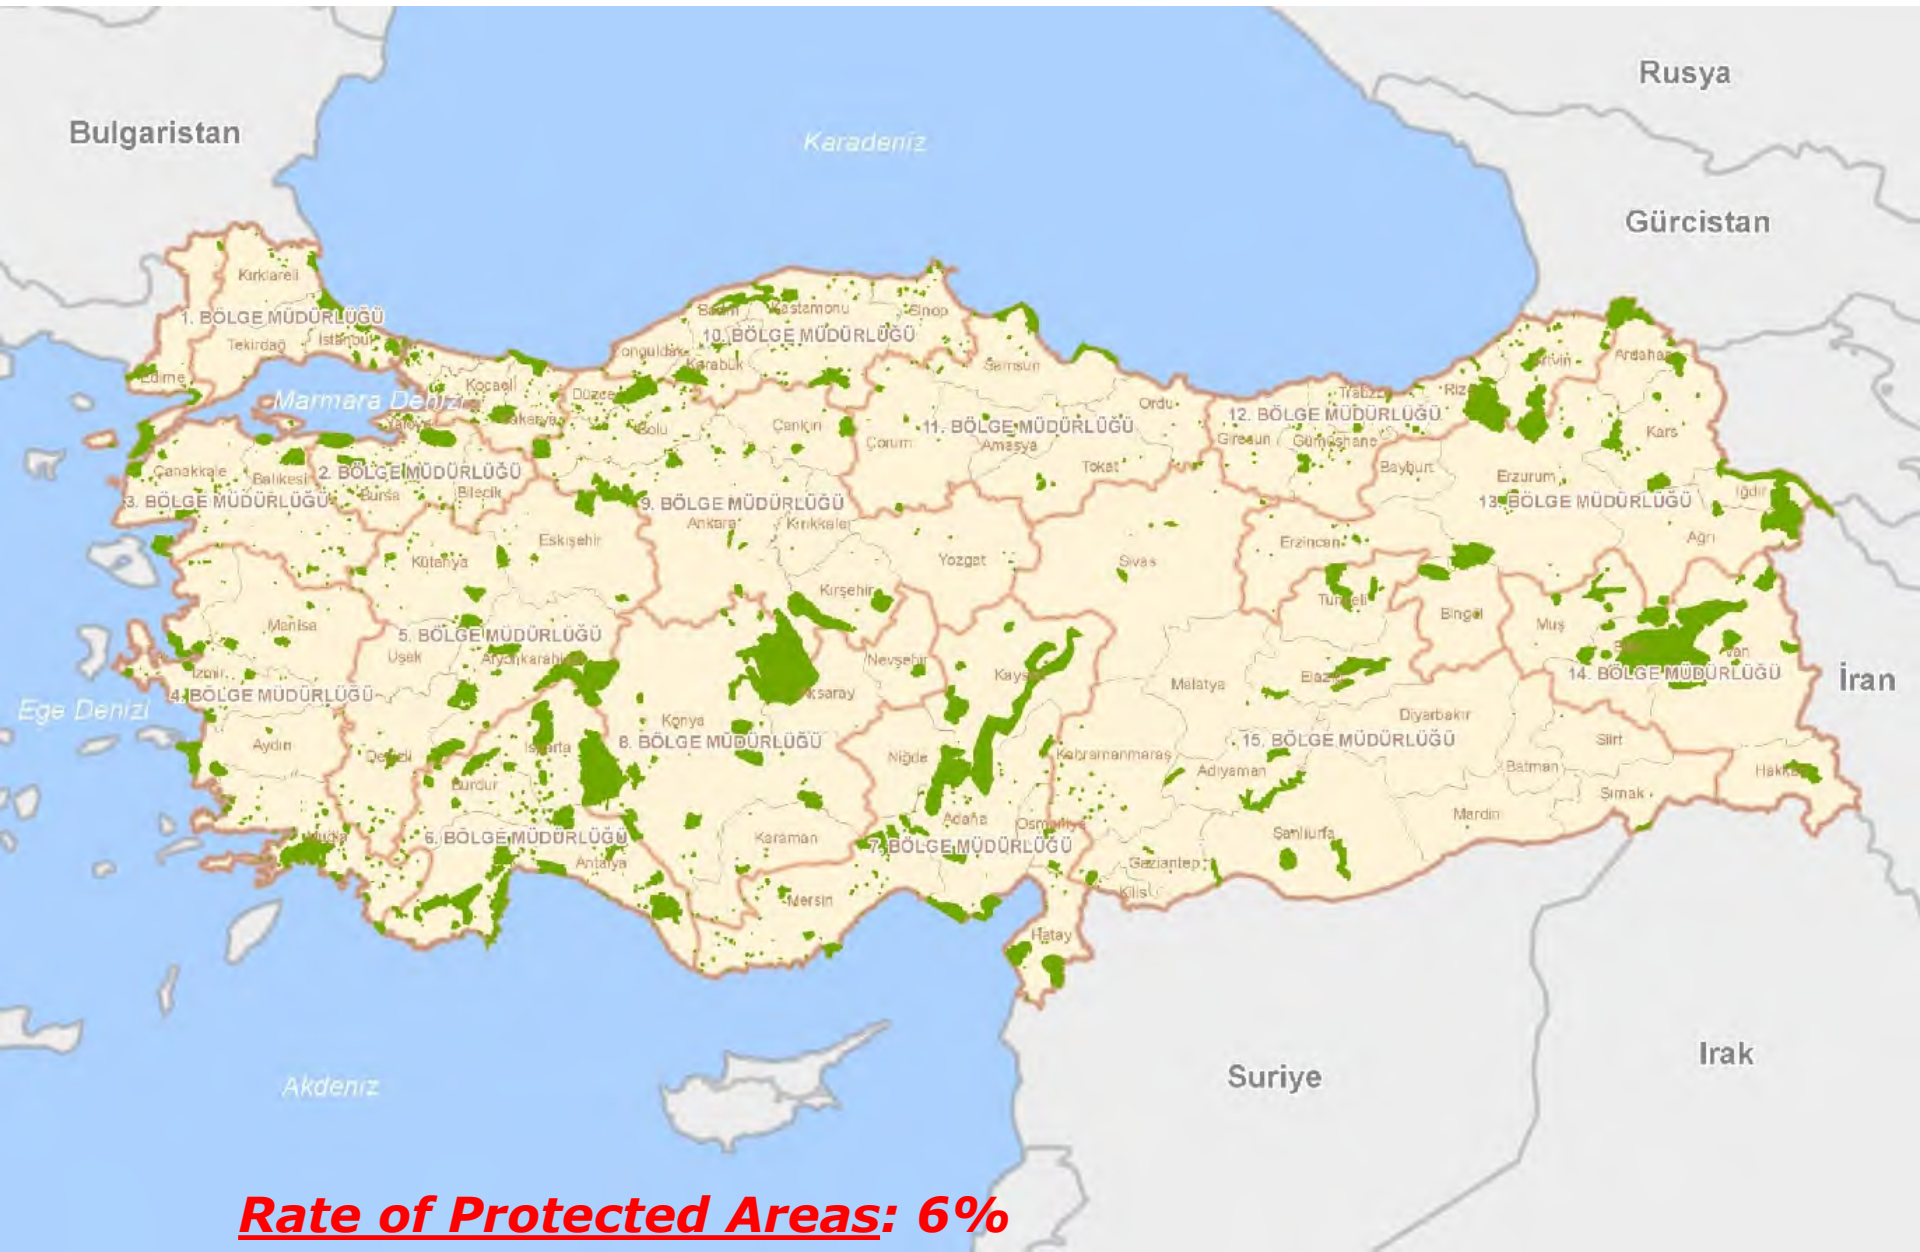 Rusya
Bulgaristan
Karadeniz
Gürcistan
Kırklareli
1. BÖLGE MÜDÜRLÜĞÜ
Tekirdağ
İstanbul
Edirne
Marmara Denizi
Kocaeli
Sakarya
Yalova
Düzce
Bolu
Kastamonu
Sinop
10. BÖLGE MÜDÜRLÜĞÜ
Karabük
Çankırı
Samsun
Ordu
11. BÖLGE MÜDÜRLÜĞÜ
Çorum
Amasya
Tokat
Trabzon
12. BÖLGE MÜDÜRLÜĞÜ
Giresun
Gümüşhane
Bayburt
Artvin
Ardahan
Kars
Erzurum
13. BÖLGE MÜDÜRLÜĞÜ
Iğdır
Ağrı
Çanakkale
Balıkesir
3. BÖLGE MÜDÜRLÜĞÜ
2. BÖLGE MÜDÜRLÜĞÜ
Bursa
Bilecik
9. BÖLGE MÜDÜRLÜĞÜ
Ankara
Kırıkkale
Eskişehir
Kütahya
Yozgat
Sivas
Erzincan
Kırşehir
Tunceli
Bingöl
Muş
Van
14. BÖLGE MÜDÜRLÜĞÜ
İran
Manisa
5. BÖLGE MÜDÜRLÜĞÜ
Uşak
Afyonkarahisar
İzmir
4. BÖLGE MÜDÜRLÜĞÜ
Ege Denizi
Aydın
Denizli
Isparta
Burdur
Konya
8. BÖLGE MÜDÜRLÜĞÜ
Aksaray
Nevşehir
Kayseri
Niğde
Malatya
Elazığ
Diyarbakır
15. BÖLGE MÜDÜRLÜĞÜ
Kahramanmaraş
Adıyaman
Batman
Siirt
Şırnak
Hakkari
Mardin
Şanlıurfa
Gaziantep
Kilis
Muğla
6. BÖLGE MÜDÜRLÜĞÜ
Antalya
Karaman
Adana
Osmaniye
7. BÖLGE MÜDÜRLÜĞÜ
Mersin
Hatay
Akdeniz
Suriye
Irak
Rate of Protected Areas: 6%